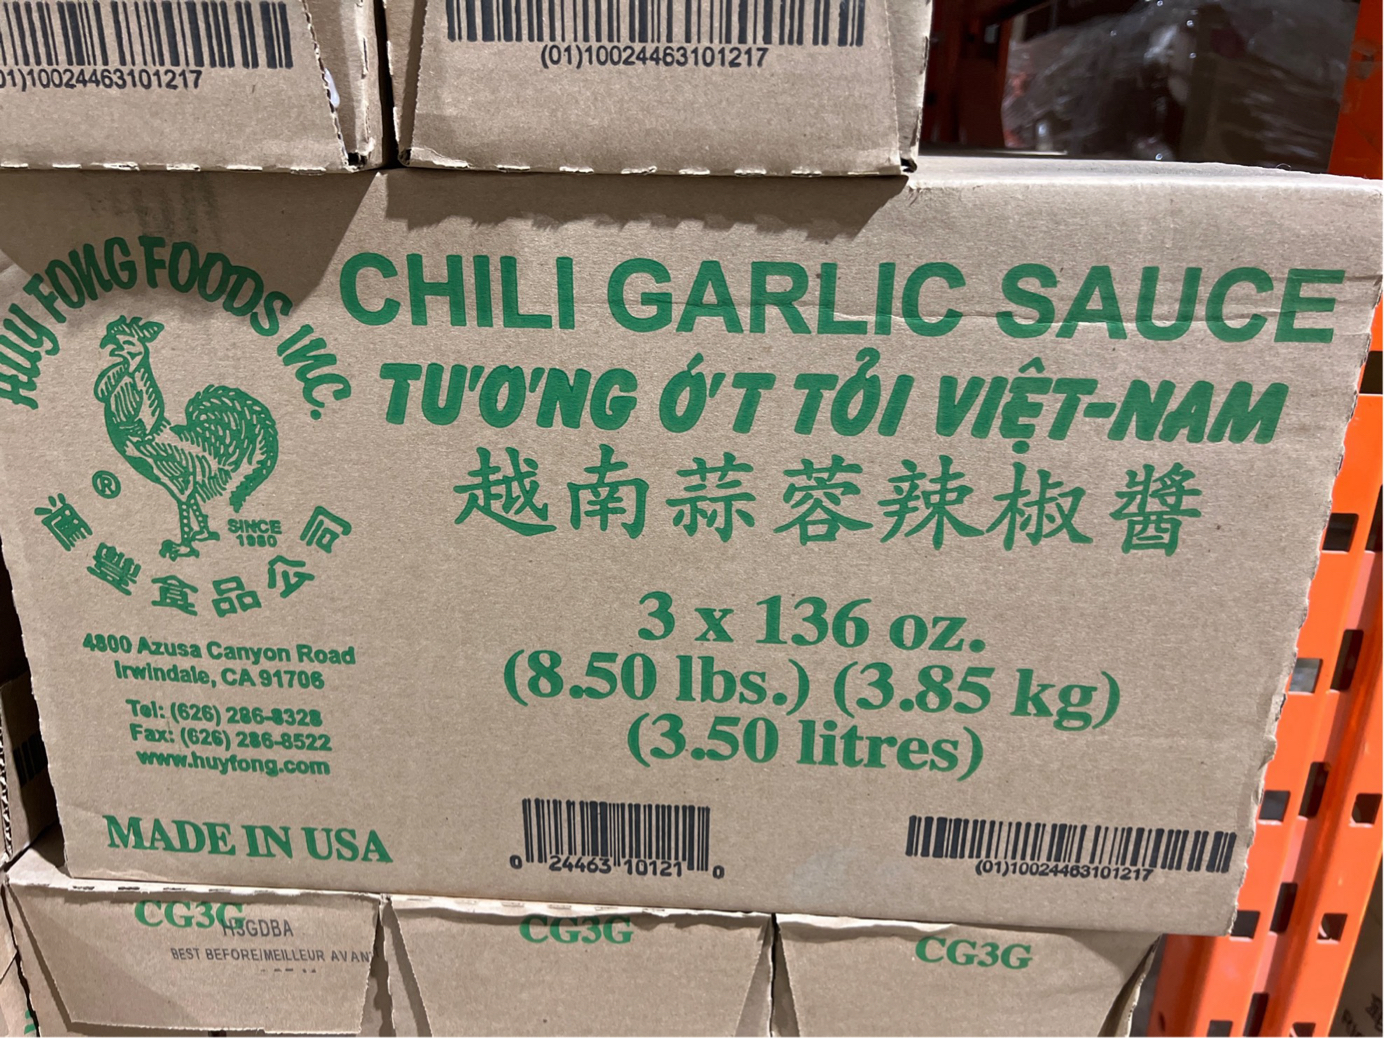 01)10024463101217
(01)10024463101217
HUY FONG FOODS INC.
®
SINCE
1980
滙豐食品公司
4800 Azusa Canyon Road
Irwindale, CA 91706
Tel: (626) 286-8328
Fax: (626) 286-8522
www.huyfong.com
MADE IN USA
CHILI GARLIC SAUCE
TƯƠNG ỚT TỎI VIỆT-NAM
越南蒜蓉辣椒醬
3 x 136 oz.
(8.50 lbs.) (3.85 kg)
(3.50 litres)
0 24463 10121 0
(01)10024463101217
CG3G
H3GDBA
BEST BEFORE/MEILLEUR AVAN
CG3G
CG3G